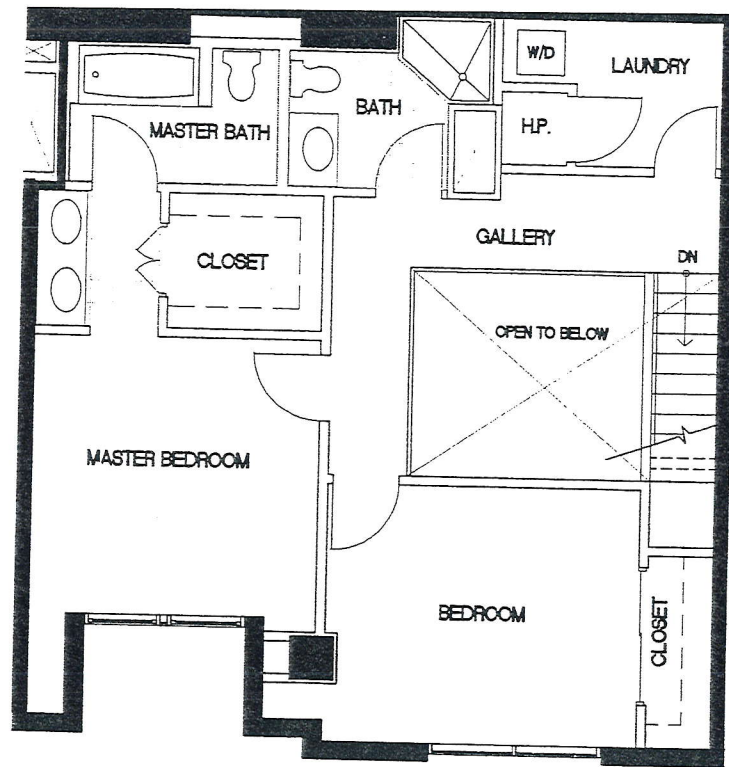 W/D
LAUNDRY
BATH
MASTER BATH
H.P.
GALLERY
DN
CLOSET
OPEN TO BELOW
MASTER BEDROOM
BEDROOM
CLOSET